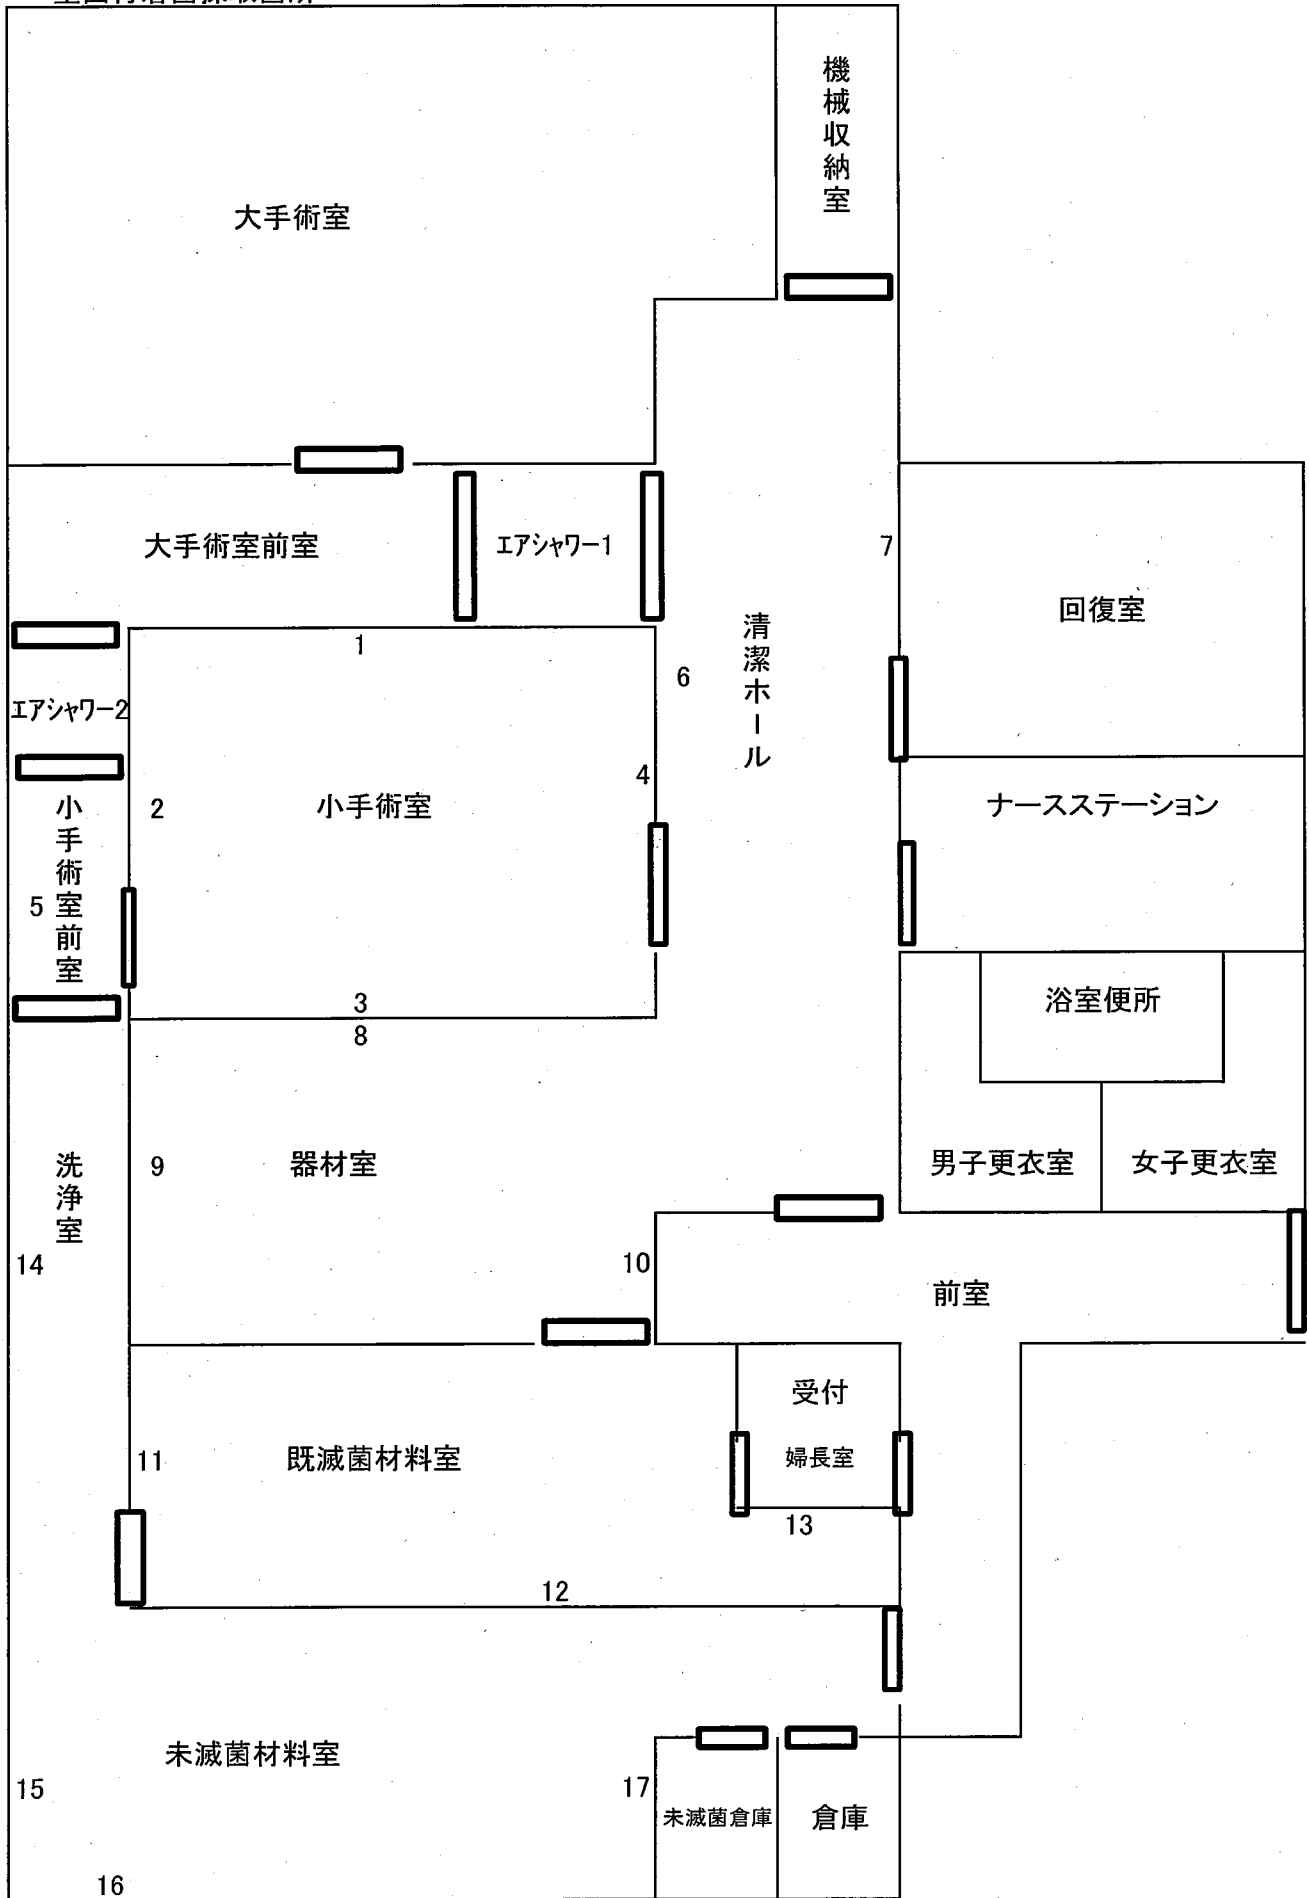 機械収納室
大手術室
大手術室前室
エアシャワー1
7
回復室
清潔ホール
1
6
エアシャワー2
4
小手術室前室
2
小手術室
ナースステーション
5
3
浴室便所
8
洗浄室
9
器材室
男子更衣室
女子更衣室
14
10
前室
受付
11
既滅菌材料室
婦長室
13
12
未滅菌材料室
15
17
未滅菌倉庫
倉庫
16